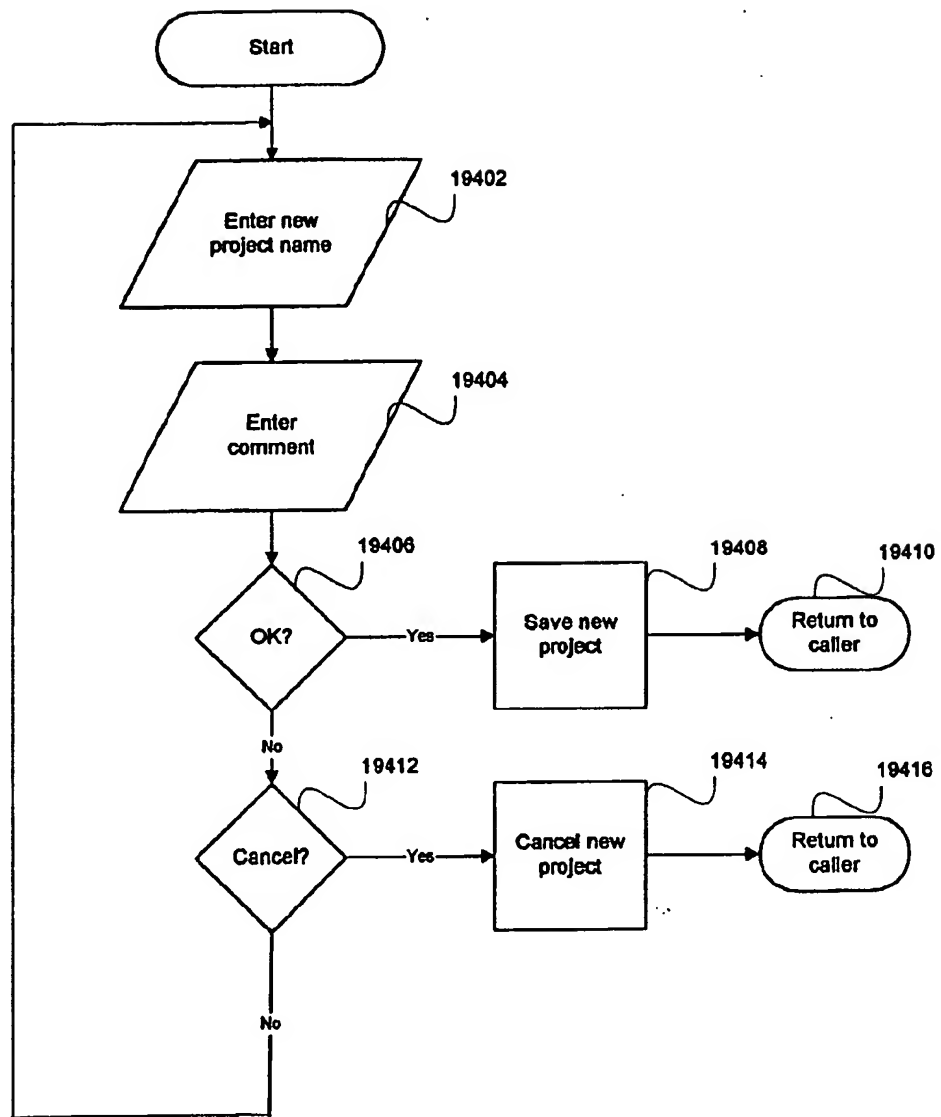 Start
19402
Enter new
project name
19404
Enter
comment
19406
19408
19410
OK?
Yes
Save new
project
Return to
caller
No
19412
19414
19416
Cancel?
Yes
Cancel new
project
Return to
caller
No